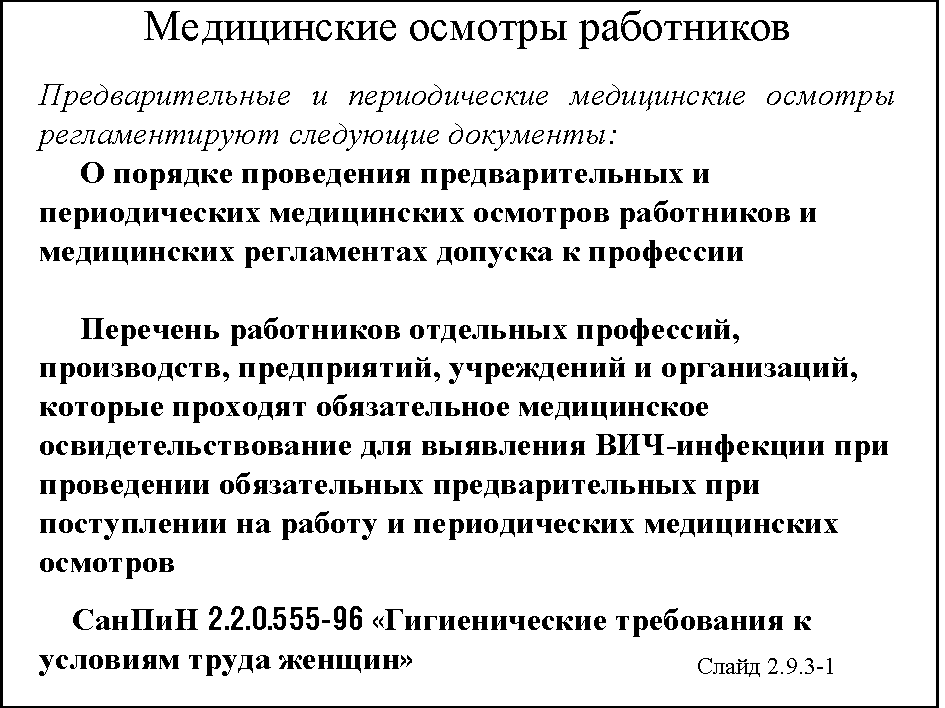 Медицинские осмотры работников
Предварительные и периодические медицинские осмотры
регламентируют следующие документы:
О порядке проведения предварительных и
периодических медицинских осмотров работников и
медицинских регламентах допуска к профессии
Перечень работников отдельных профессий,
производств, предприятий, учреждений и организаций,
которые проходят обязательное медицинское
освидетельствование для выявления ВИЧ-инфекции при
проведении обязательных предварительных при
поступлении на работу и периодических медицинских
осмотров
СанПиН 2.2.0.555-96 «Гигиенические требования к
условиям труда женщин»
Слайд 2.9.3-1